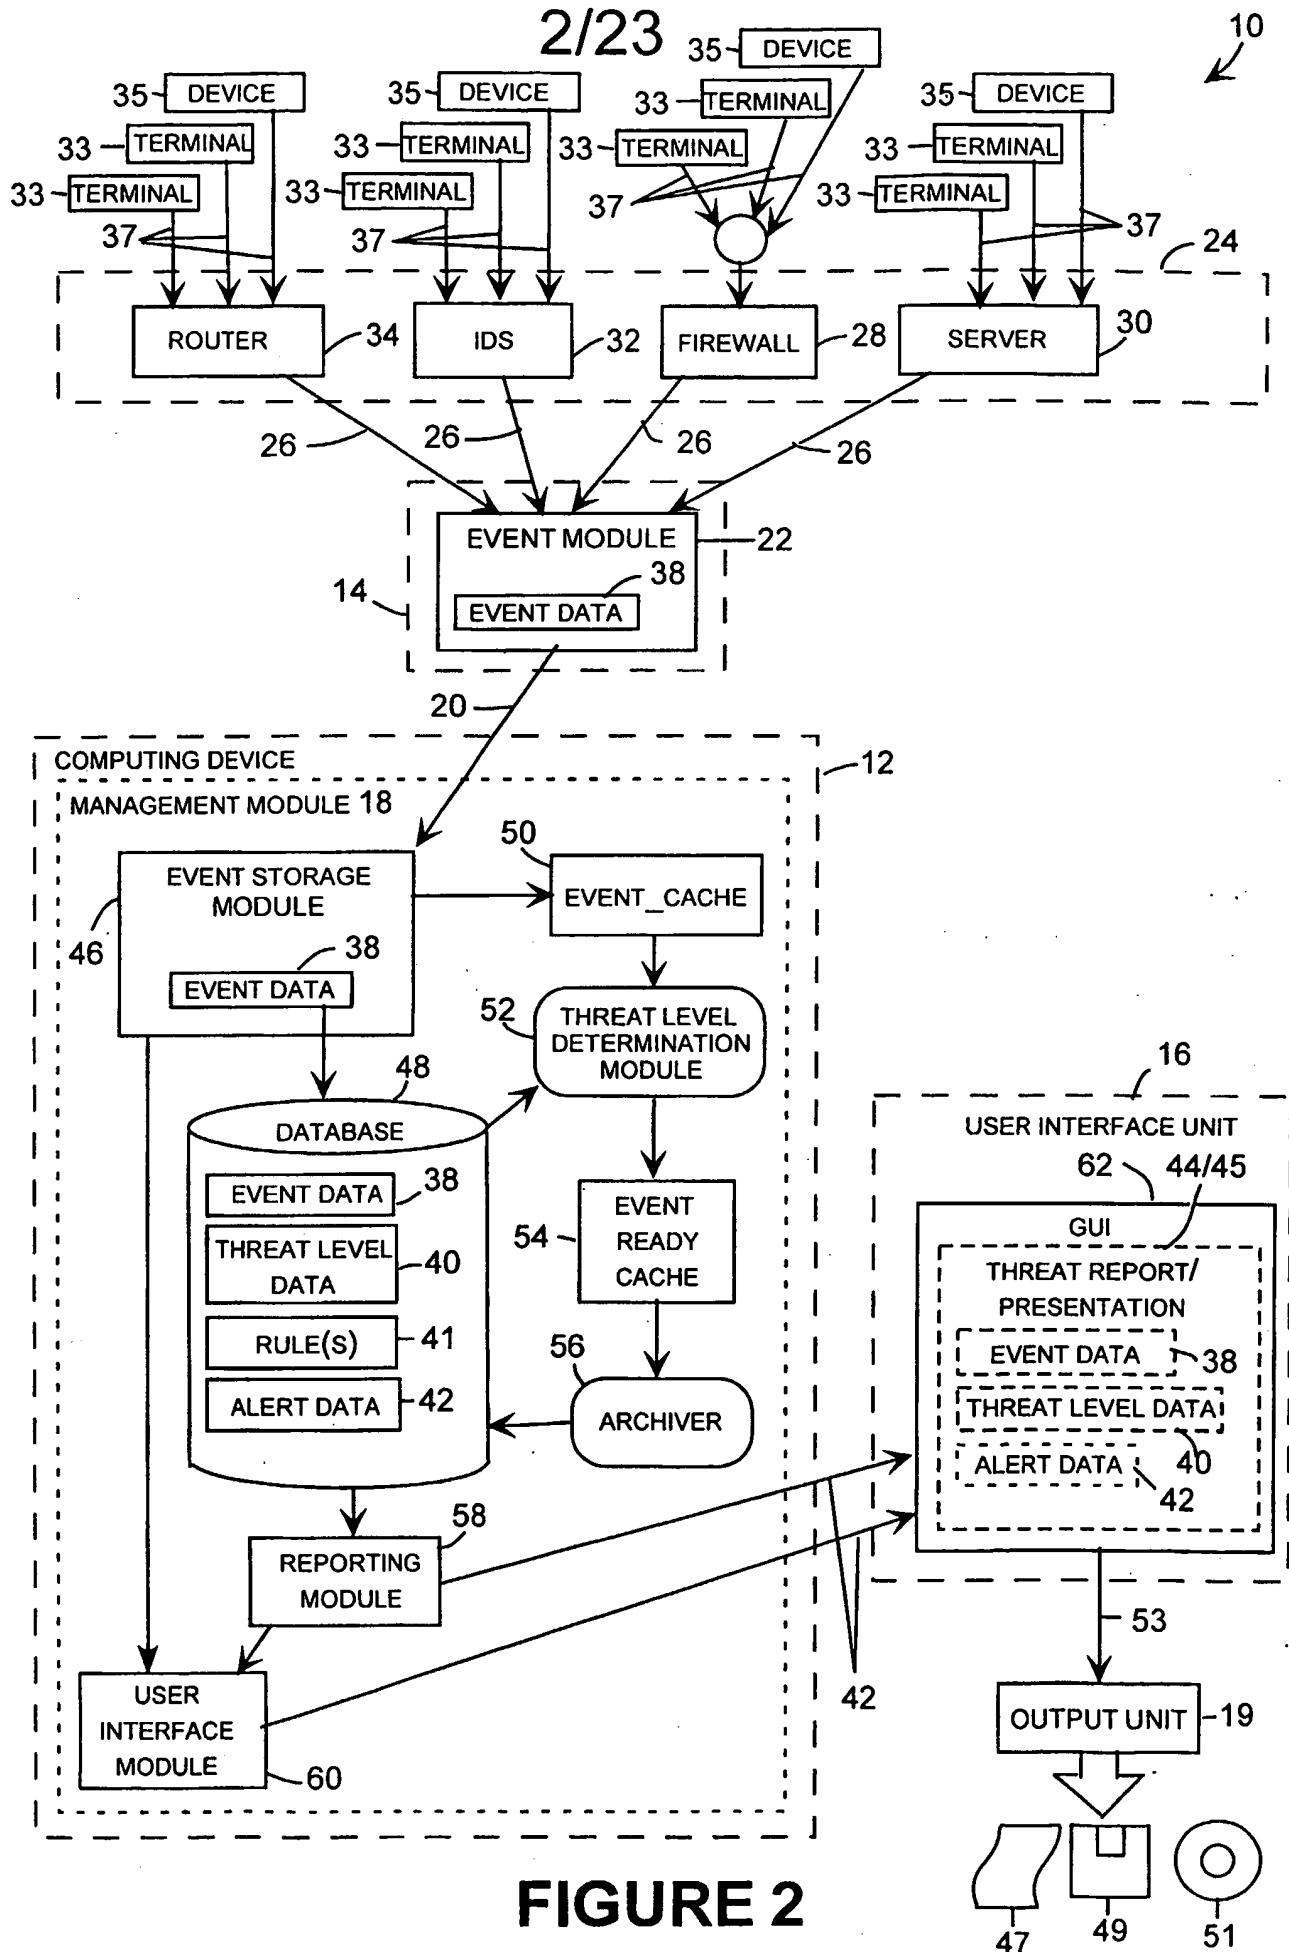 2/23
10
35 DEVICE
35 DEVICE
35 DEVICE
35 DEVICE
33 TERMINAL
33 TERMINAL
33 TERMINAL
33 TERMINAL
33 TERMINAL
33 TERMINAL
33 TERMINAL
33 TERMINAL
37
37
37
37
24
ROUTER
34
IDS
32
FIREWALL
28
SERVER
30
26
26
26
26
EVENT MODULE
22
38
14
EVENT DATA
20
COMPUTING DEVICE
12
MANAGEMENT MODULE 18
50
EVENT STORAGE
MODULE
EVENT_CACHE
46
38
EVENT DATA
52
THREAT LEVEL
DETERMINATION
MODULE
48
DATABASE
EVENT DATA
38
THREAT LEVEL
DATA
40
RULE(S)
41
ALERT DATA
42
54
EVENT
READY
CACHE
56
ARCHIVER
58
REPORTING
MODULE
USER
INTERFACE
MODULE
60
42
16
USER INTERFACE UNIT
62
44/45
GUI
THREAT REPORT/
PRESENTATION
EVENT DATA
38
THREAT LEVEL DATA
40
ALERT DATA
42
53
OUTPUT UNIT
19
47
49
51
FIGURE 2